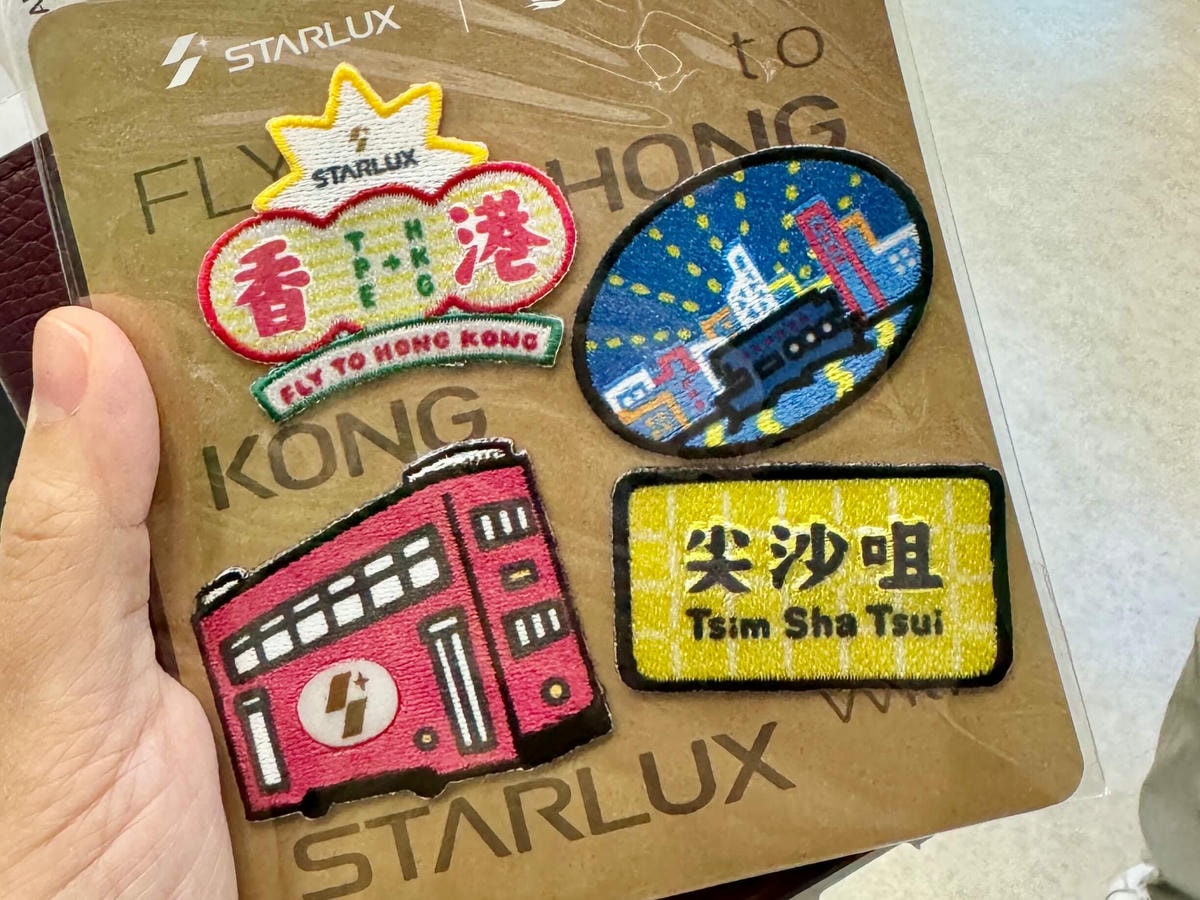 STARLUX
to
FLY
HONG
STARLUX
香港
TPE + HKG
FLY TO HONG KONG
KONG
尖沙咀
Tsim Sha Tsui
STARLUX